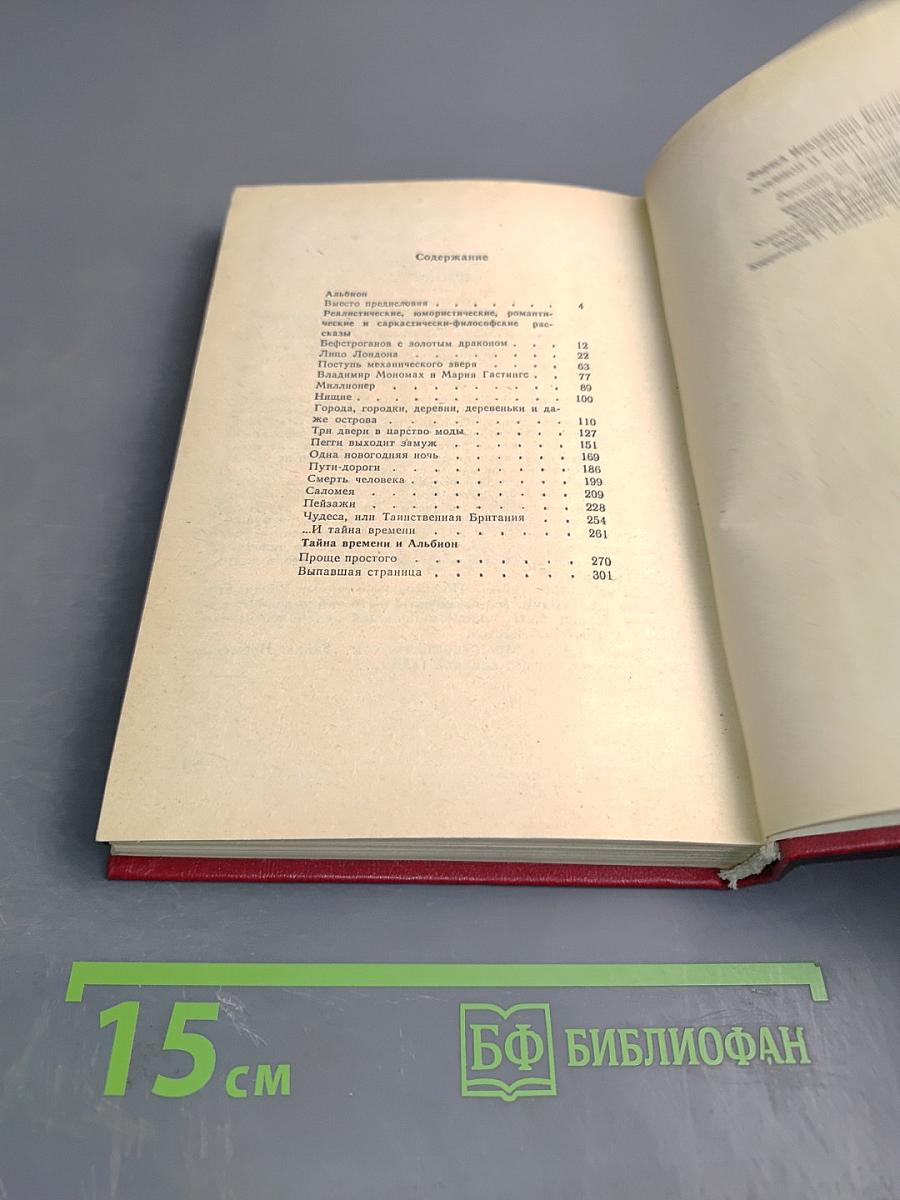 Содержание
Альбион
Вместо предисловия . . . . . . . 4
Реалистические, юмористические, романти-
ческие и саркастически-философские рас-
сказы
Бефстроганов с золотым драконом . . . 12
Лицо Лондона . . . . . . . . 22
Поступь механического зверя . . . . 63
Владимир Мономах и Мария Гастингс . . 77
Миллионер . . . . . . . . 89
Нищие . . . . . . . . . . 100
Города, городки, деревни, деревеньки и да-
же острова . . . . . . . . . 110
Три двери в царство моды . . . . . 127
Пегги выходит замуж . . . . . . 151
Одна новогодняя ночь . . . . . . 169
Пути-дороги . . . . . . . . 186
Смерть человека . . . . . . . . 199
Саломея . . . . . . . . . 209
Пейзажи . . . . . . . . . 228
Чудеса, или Таинственная Британия . . 254
...И тайна времени . . . . . . . 261
Тайна времени и Альбион
Проще простого . . . . . . . . 270
Выпавшая страница . . . . . . . 301
15 см
БФ БИБЛИОФАН